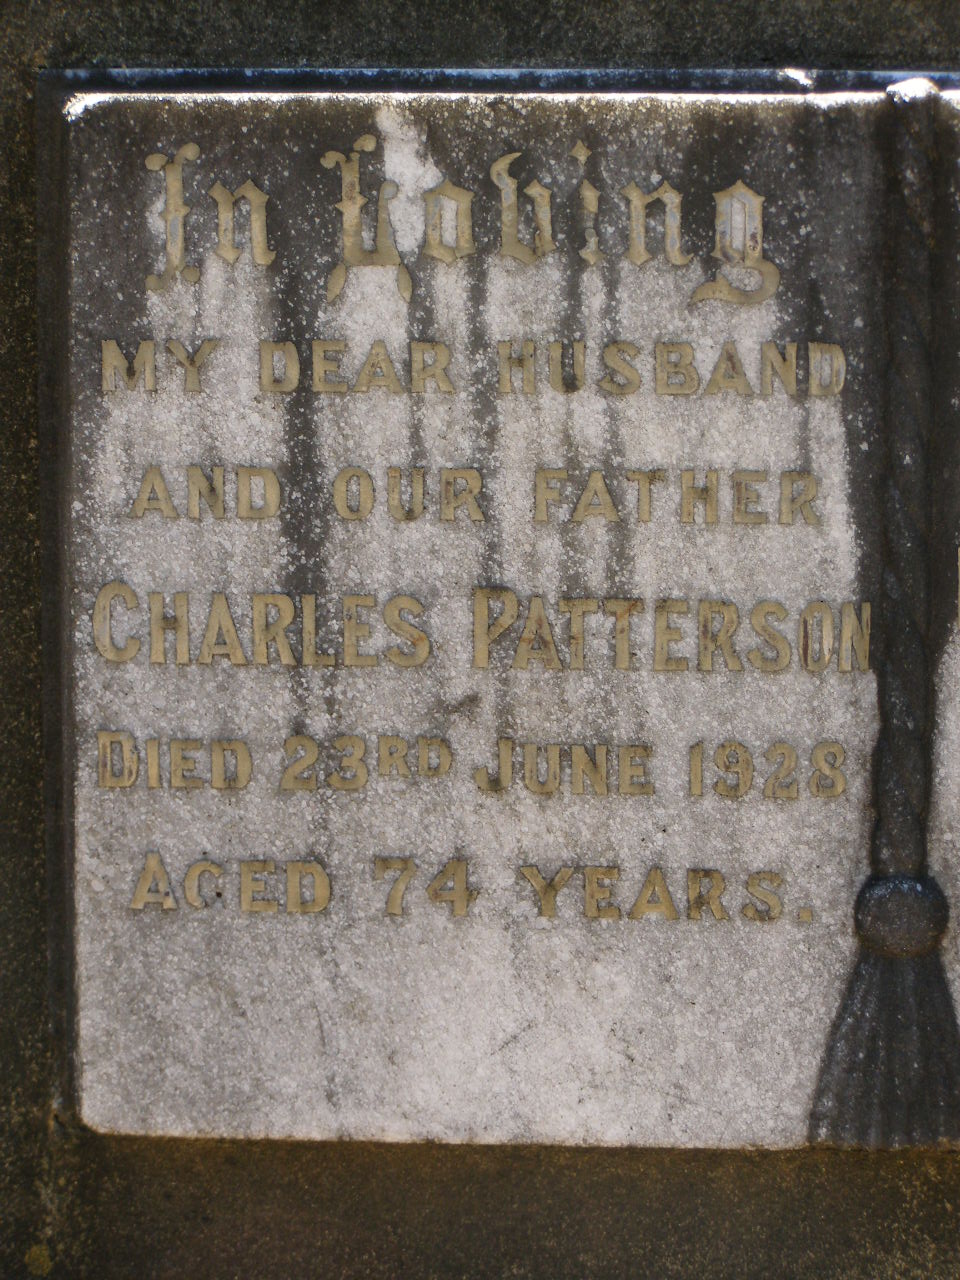 In Loving
MY DEAR HUSBAND
AND OUR FATHER
CHARLES PATTERSON
DIED 23RD JUNE 1928
AGED 74 YEARS.